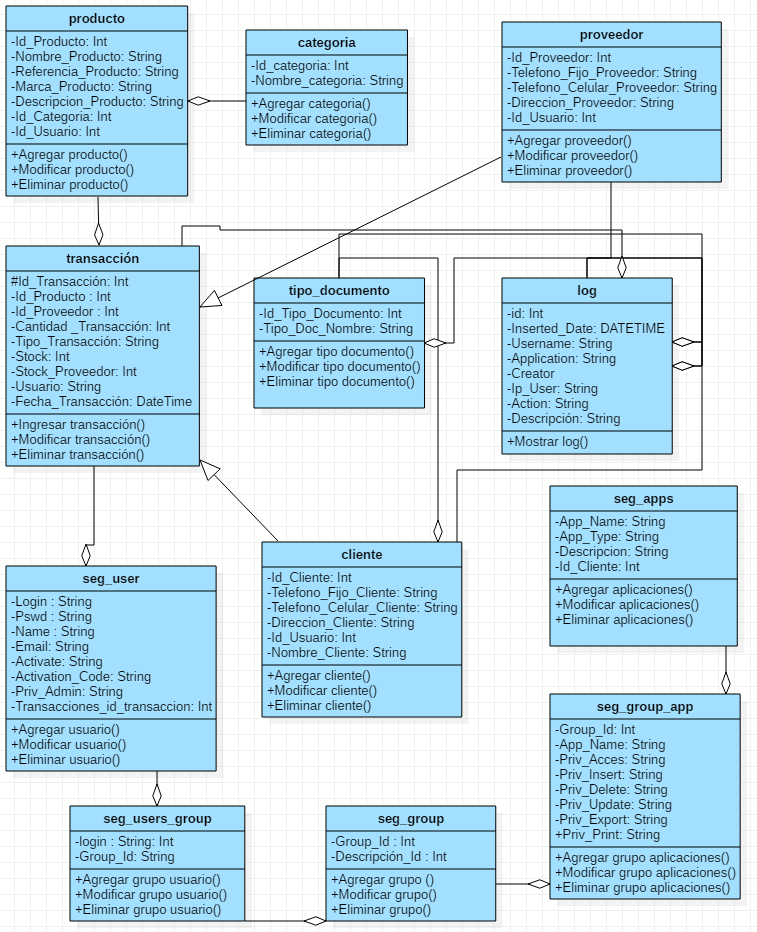 producto
-Id_Producto: Int
-Nombre_Producto: String
-Referencia_Producto: String
-Marca_Producto: String
-Descripcion_Producto: String
-Id_Categoria: Int
-Id_Usuario: Int
+Agregar producto()
+Modificar producto()
+Eliminar producto()
categoria
-Id_categoria: Int
-Nombre_categoria: String
+Agregar categoria()
+Modificar categoria()
+Eliminar categoria()
proveedor
-Id_Proveedor: Int
-Telefono_Fijo_Proveedor: String
-Telefono_Celular_Proveedor: String
-Direccion_Proveedor: String
-Id_Usuario: Int
+Agregar proveedor()
+Modificar proveedor()
+Eliminar proveedor()
transacción
#Id_Transacción: Int
-Id_Producto : Int
-Id_Proveedor : Int
-Cantidad _Transacción: Int
-Tipo_Transacción: String
-Stock: Int
-Stock_Proveedor: Int
-Usuario: String
-Fecha_Transacción: DateTime
+Ingresar transacción()
+Modificar transacción()
+Eliminar transacción()
tipo_documento
-Id_Tipo_Documento: Int
-Tipo_Doc_Nombre: String
+Agregar tipo documento()
+Modificar tipo documento()
+Eliminar tipo documento()
log
-id: Int
-Inserted_Date: DATETIME
-Username: String
-Application: String
-Creator
-Ip_User: String
-Action: String
-Descripción: String
+Mostrar log()
seg_user
-Login : String
-Pswd : String
-Name : String
-Email: String
-Activate: String
-Activation_Code: String
-Priv_Admin: String
-Transacciones_id_transaccion: Int
+Agregar usuario()
+Modificar usuario()
+Eliminar usuario()
cliente
-Id_Cliente: Int
-Telefono_Fijo_Cliente: String
-Telefono_Celular_Cliente: String
-Direccion_Cliente: String
-Id_Usuario: Int
-Nombre_Cliente: String
+Agregar cliente()
+Modificar cliente()
+Eliminar cliente()
seg_apps
-App_Name: String
-App_Type: String
-Descripcion: String
-Id_Cliente: Int
+Agregar aplicaciones()
+Modificar aplicaciones()
+Eliminar aplicaciones()
seg_group_app
-Group_Id: Int
-App_Name: String
-Priv_Acces: String
-Priv_Insert: String
-Priv_Delete: String
-Priv_Update: String
-Priv_Export: String
+Priv_Print: String
+Agregar grupo aplicaciones()
+Modificar grupo aplicaciones()
+Eliminar grupo aplicaciones()
seg_users_group
-login : String: Int
-Group_Id: String
+Agregar grupo usuario()
+Modificar grupo usuario()
+Eliminar grupo usuario()
seg_group
-Group_Id : Int
-Descripción_Id : Int
+Agregar grupo ()
+Modificar grupo()
+Eliminar grupo()